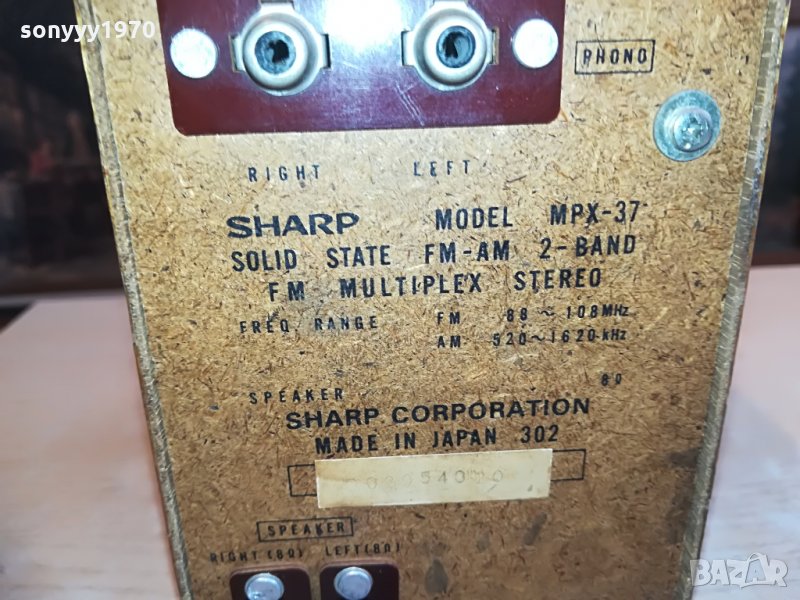 sonyyy1970
PHONO
RIGHT LEFT
SHARP MODEL MPX-37
SOLID STATE FM-AM 2-BAND
FM MULTIPLEX STEREO
FREQ RANGE FM 88 ~ 108MHz
AM 520~1620 kHz
SPEAKER 8Ω
SHARP CORPORATION
MADE IN JAPAN 302
SPEAKER
RIGHT (8Ω) LEFT (8Ω)
BAZAR